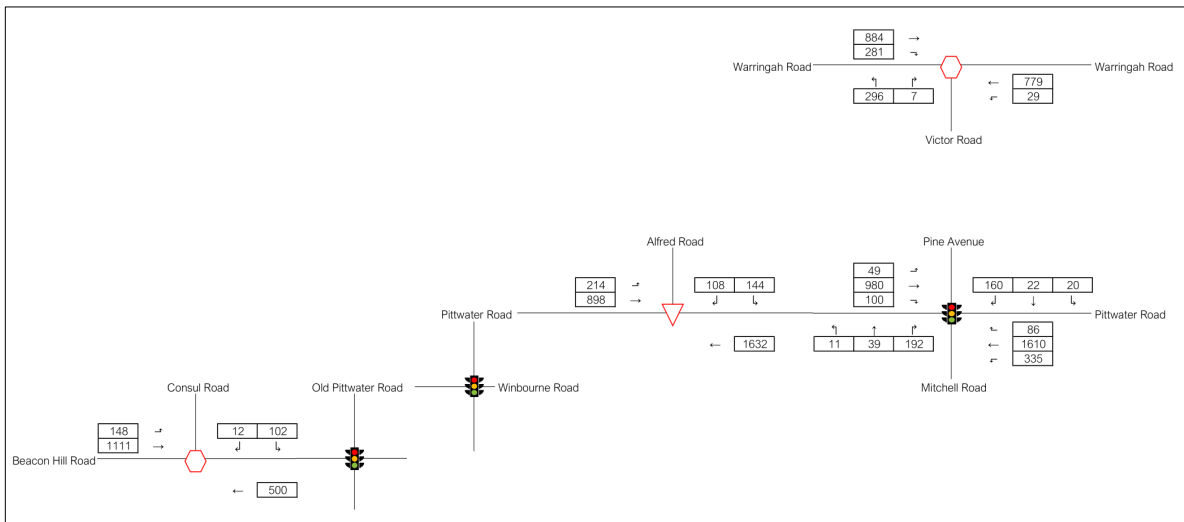 884 →
281
Warringah Road
Warringah Road
296 7
← 779
29
Victor Road
Alfred Road
Pine Avenue
214
898 →
108 144
49
980 →
100
160 22 20
↓
Pittwater Road
Pittwater Road
← 1632
↑
11 39 192
86
← 1610
335
Consul Road
Old Pittwater Road
Winbourne Road
Mitchell Road
148
1111 →
12 102
Beacon Hill Road
← 500